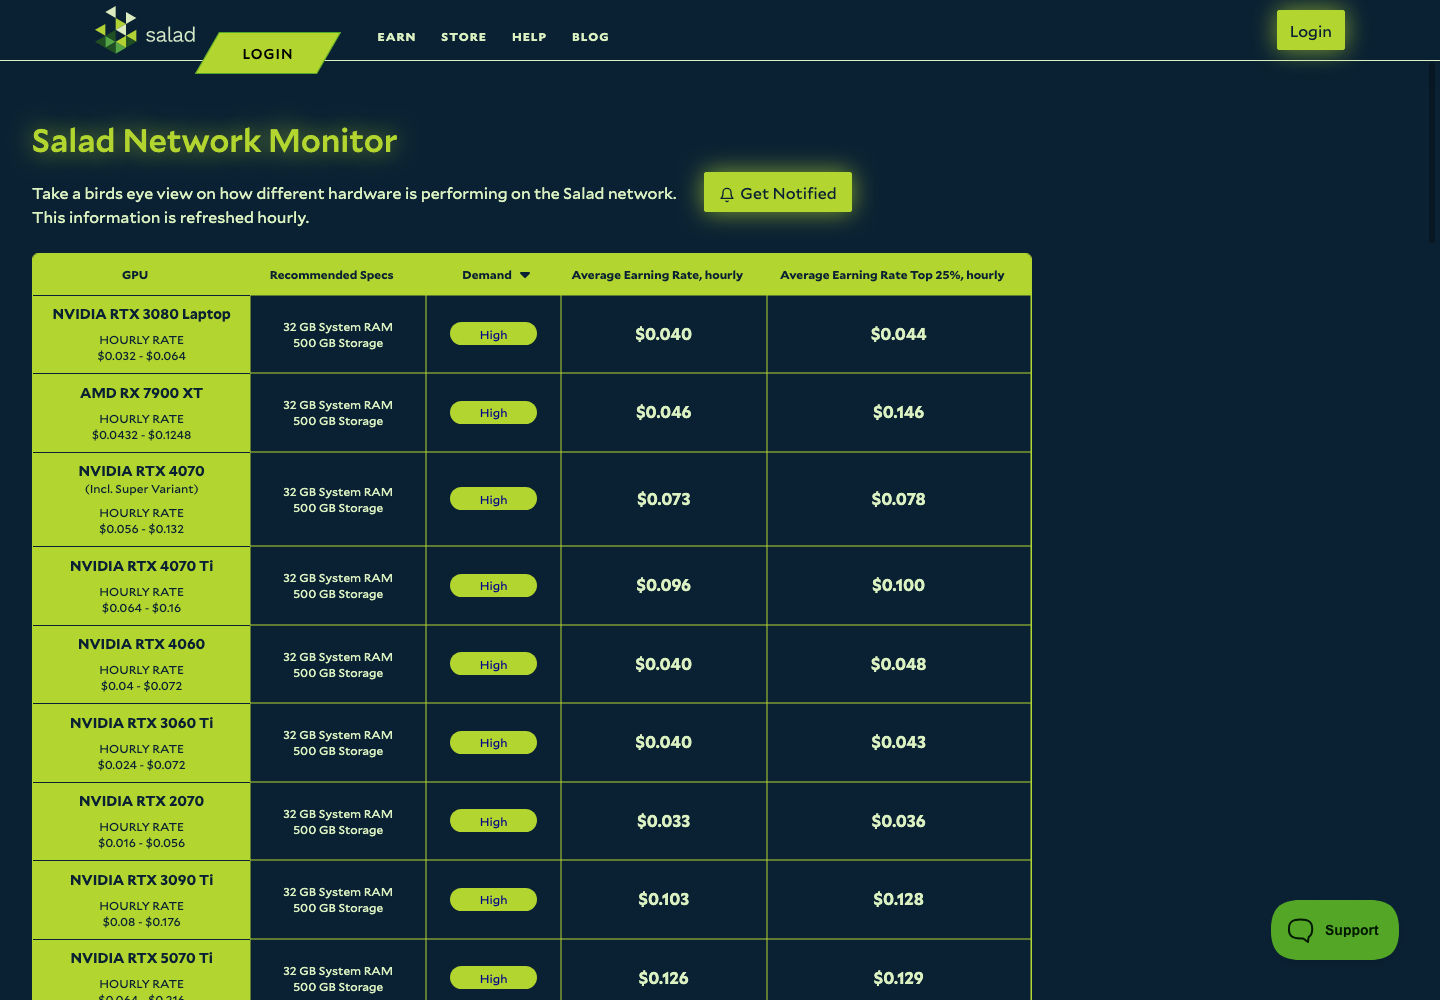 salad
LOGIN
EARN
STORE
HELP
BLOG
Login
Salad Network Monitor
Take a birds eye view on how different hardware is performing on the Salad network.
This information is refreshed hourly.
Get Notified
GPU
Recommended Specs
Demand
Average Earning Rate, hourly
Average Earning Rate Top 25%, hourly
NVIDIA RTX 3080 Laptop
HOURLY RATE
$0.032 - $0.064
32 GB System RAM
500 GB Storage
High
$0.040
$0.044
AMD RX 7900 XT
HOURLY RATE
$0.0432 - $0.1248
32 GB System RAM
500 GB Storage
High
$0.046
$0.146
NVIDIA RTX 4070
(Incl. Super Variant)
HOURLY RATE
$0.056 - $0.132
32 GB System RAM
500 GB Storage
High
$0.073
$0.078
NVIDIA RTX 4070 Ti
HOURLY RATE
$0.064 - $0.16
32 GB System RAM
500 GB Storage
High
$0.096
$0.100
NVIDIA RTX 4060
HOURLY RATE
$0.04 - $0.072
32 GB System RAM
500 GB Storage
High
$0.040
$0.048
NVIDIA RTX 3060 Ti
HOURLY RATE
$0.024 - $0.072
32 GB System RAM
500 GB Storage
High
$0.040
$0.043
NVIDIA RTX 2070
HOURLY RATE
$0.016 - $0.056
32 GB System RAM
500 GB Storage
High
$0.033
$0.036
NVIDIA RTX 3090 Ti
HOURLY RATE
$0.08 - $0.176
32 GB System RAM
500 GB Storage
High
$0.103
$0.128
NVIDIA RTX 5070 Ti
HOURLY RATE
$0.064 - $0.216
32 GB System RAM
500 GB Storage
High
$0.126
$0.129
Support